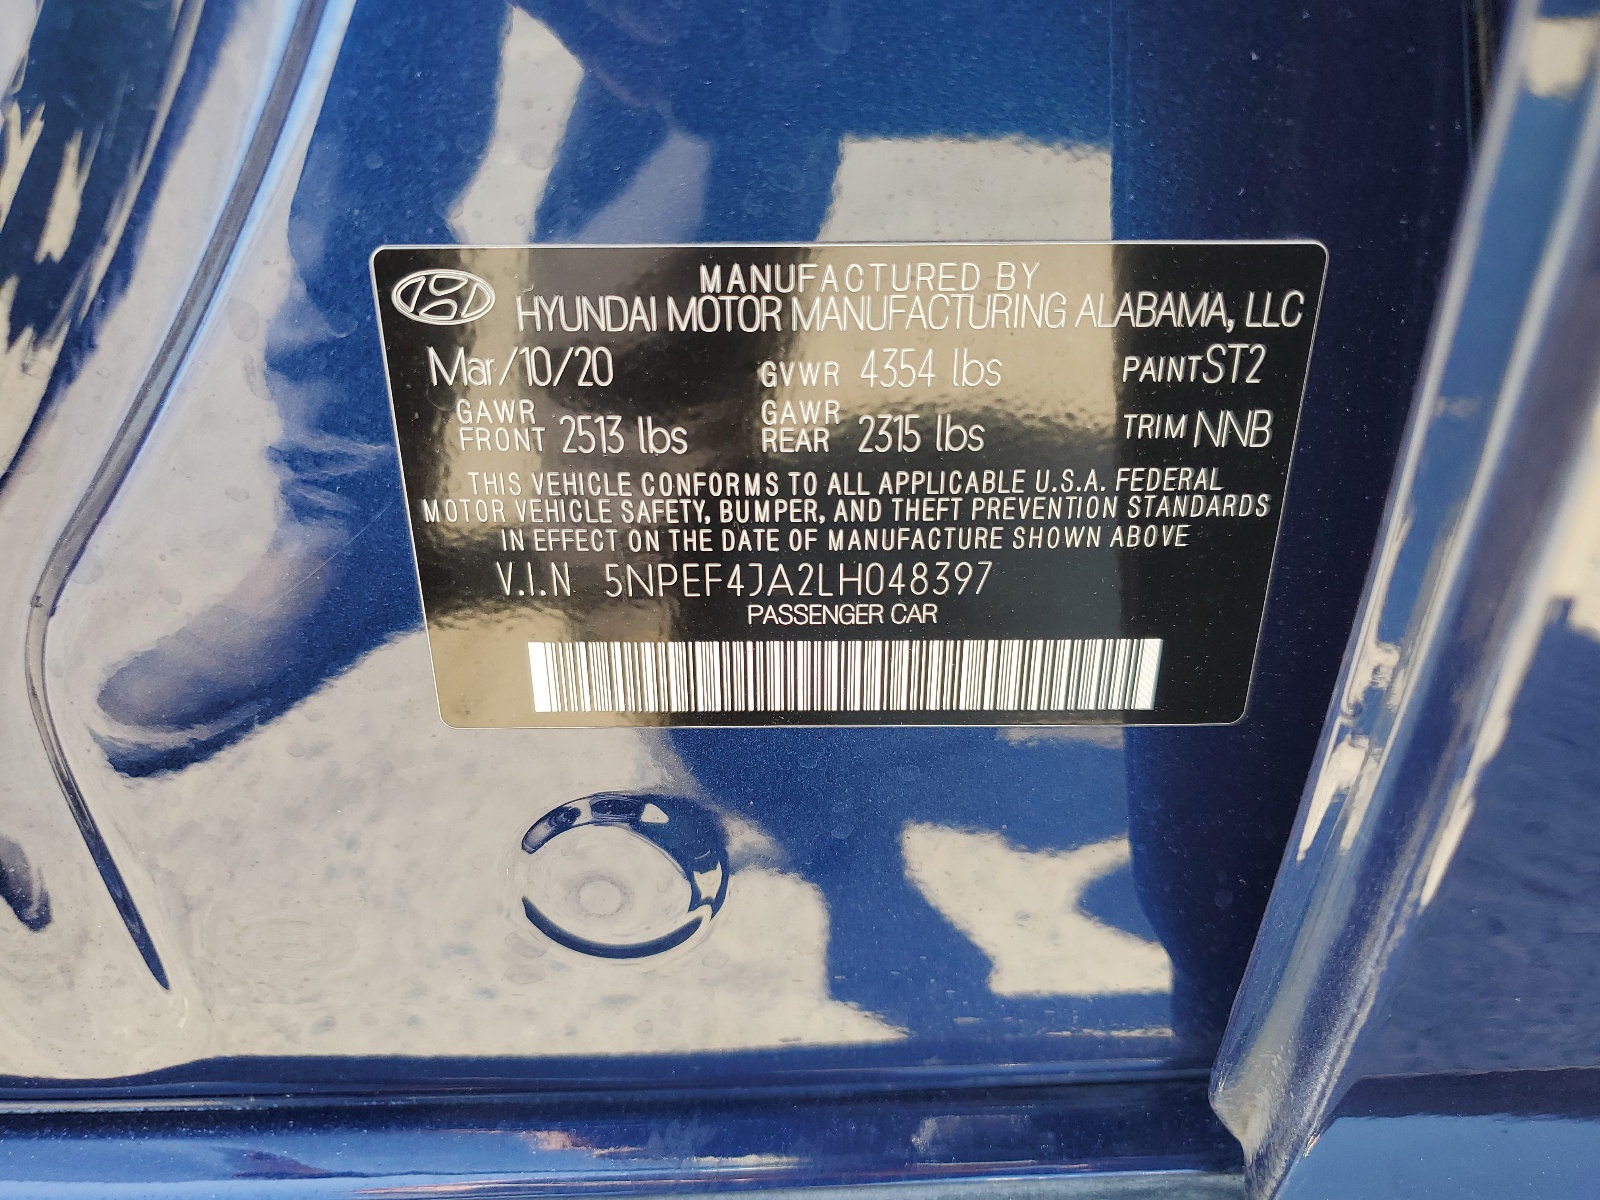 MANUFACTURED BY
HYUNDAI MOTOR MANUFACTURING ALABAMA, LLC
Mar/10/20 GVWR 4354 lbs PAINT ST2
GAWR FRONT 2513 lbs GAWR REAR 2315 lbs TRIM NNB
THIS VEHICLE CONFORMS TO ALL APPLICABLE U.S.A. FEDERAL
MOTOR VEHICLE SAFETY, BUMPER, AND THEFT PREVENTION STANDARDS
IN EFFECT ON THE DATE OF MANUFACTURE SHOWN ABOVE
V.I.N 5NPEF4JA2LH048397
PASSENGER CAR